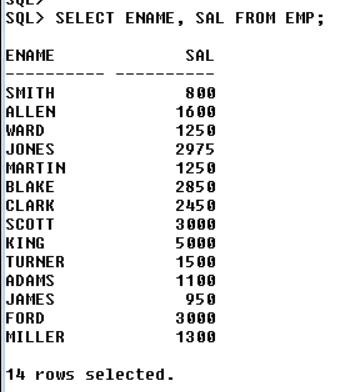 SQL>
SQL> SELECT ENAME, SAL FROM EMP;
ENAME SAL
---------- ----------
SMITH 800
ALLEN 1600
WARD 1250
JONES 2975
MARTIN 1250
BLAKE 2850
CLARK 2450
SCOTT 3000
KING 5000
TURNER 1500
ADAMS 1100
JAMES 950
FORD 3000
MILLER 1300
14 rows selected.